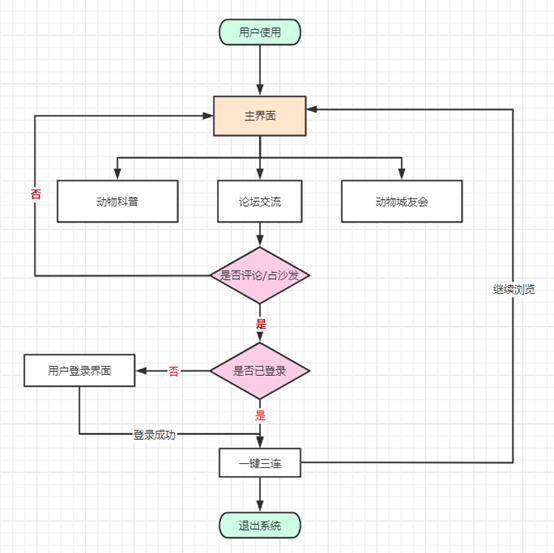 用户使用
主界面
否
动物科普
论坛交流
动物城友会
是否评论/占沙发
继续浏览
是
用户登录界面
否
是否已登录
是
登录成功
一键三连
退出系统